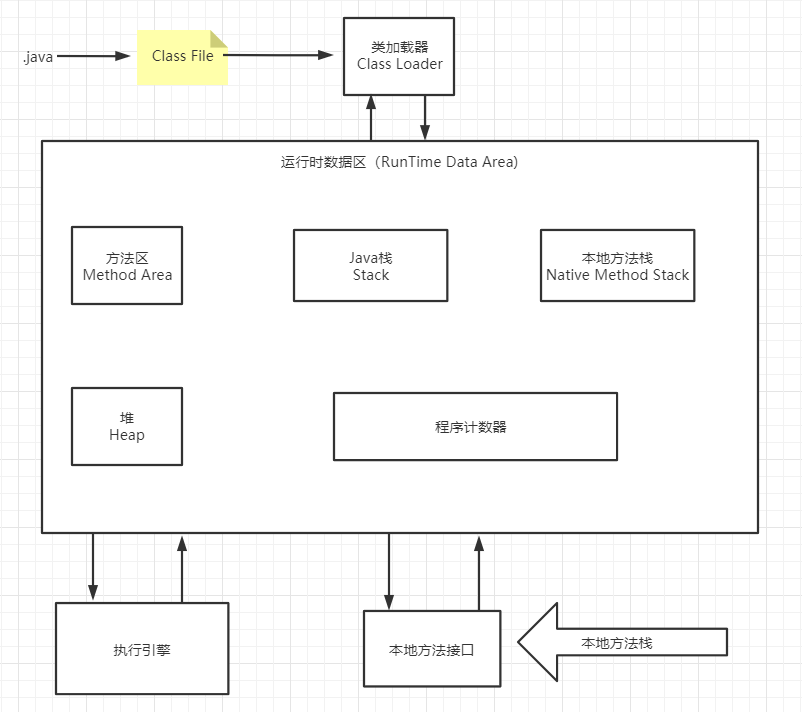 .java
Class File
类加载器
Class Loader
运行时数据区（RunTime Data Area）
方法区
Method Area
Java栈
Stack
本地方法栈
Native Method Stack
堆
Heap
程序计数器
执行引擎
本地方法接口
本地方法栈